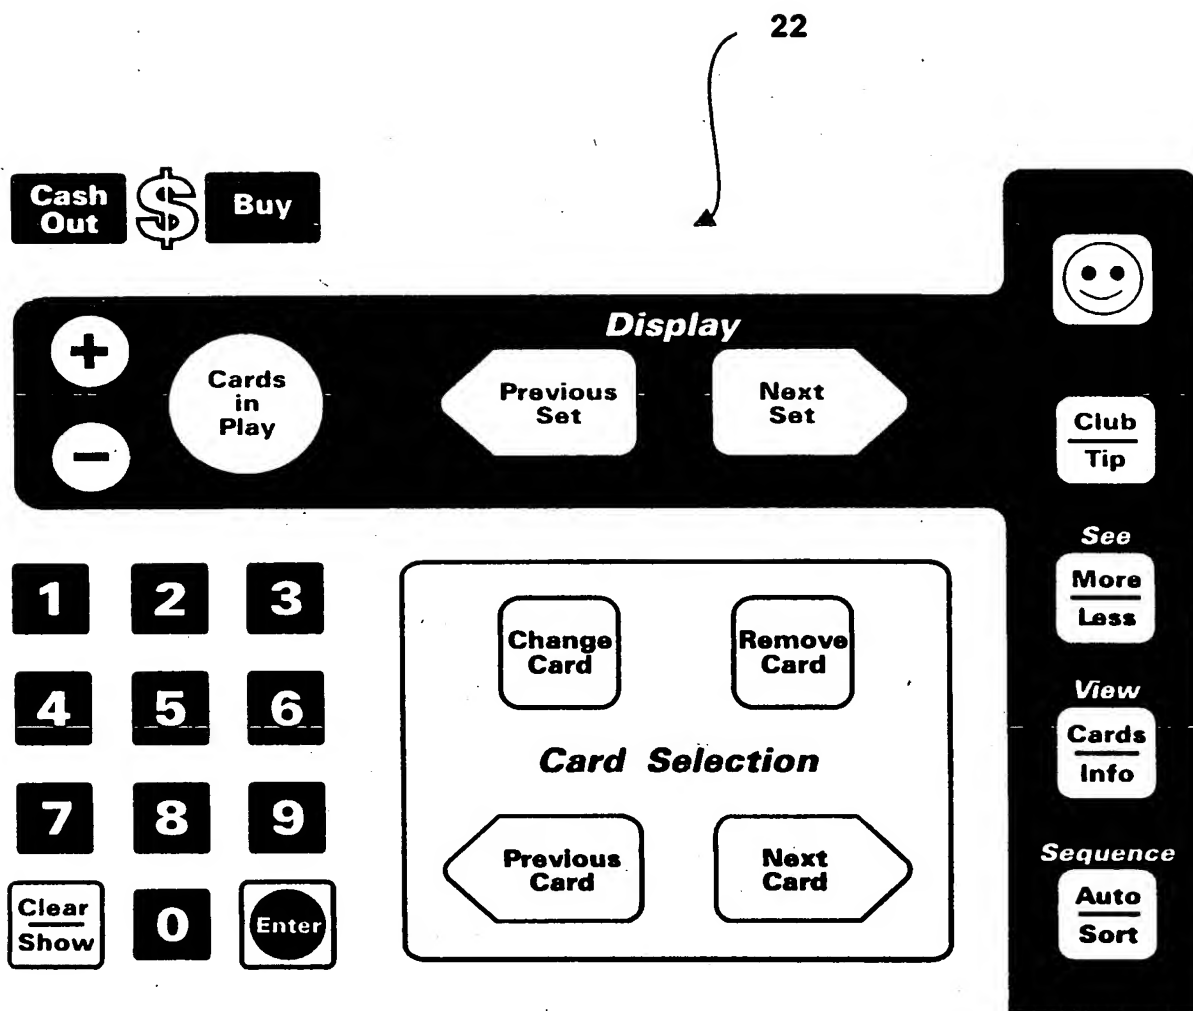 22
Cash
Out
$
Buy
Display
+
Cards
in
Play
−
Previous
Set
Next
Set
Club
Tip
See
More
Less
View
Cards
Info
Sequence
Auto
Sort
1 2 3
4 5 6
7 8 9
Clear
Show
0
Enter
Change
Card
Remove
Card
Card Selection
Previous
Card
Next
Card